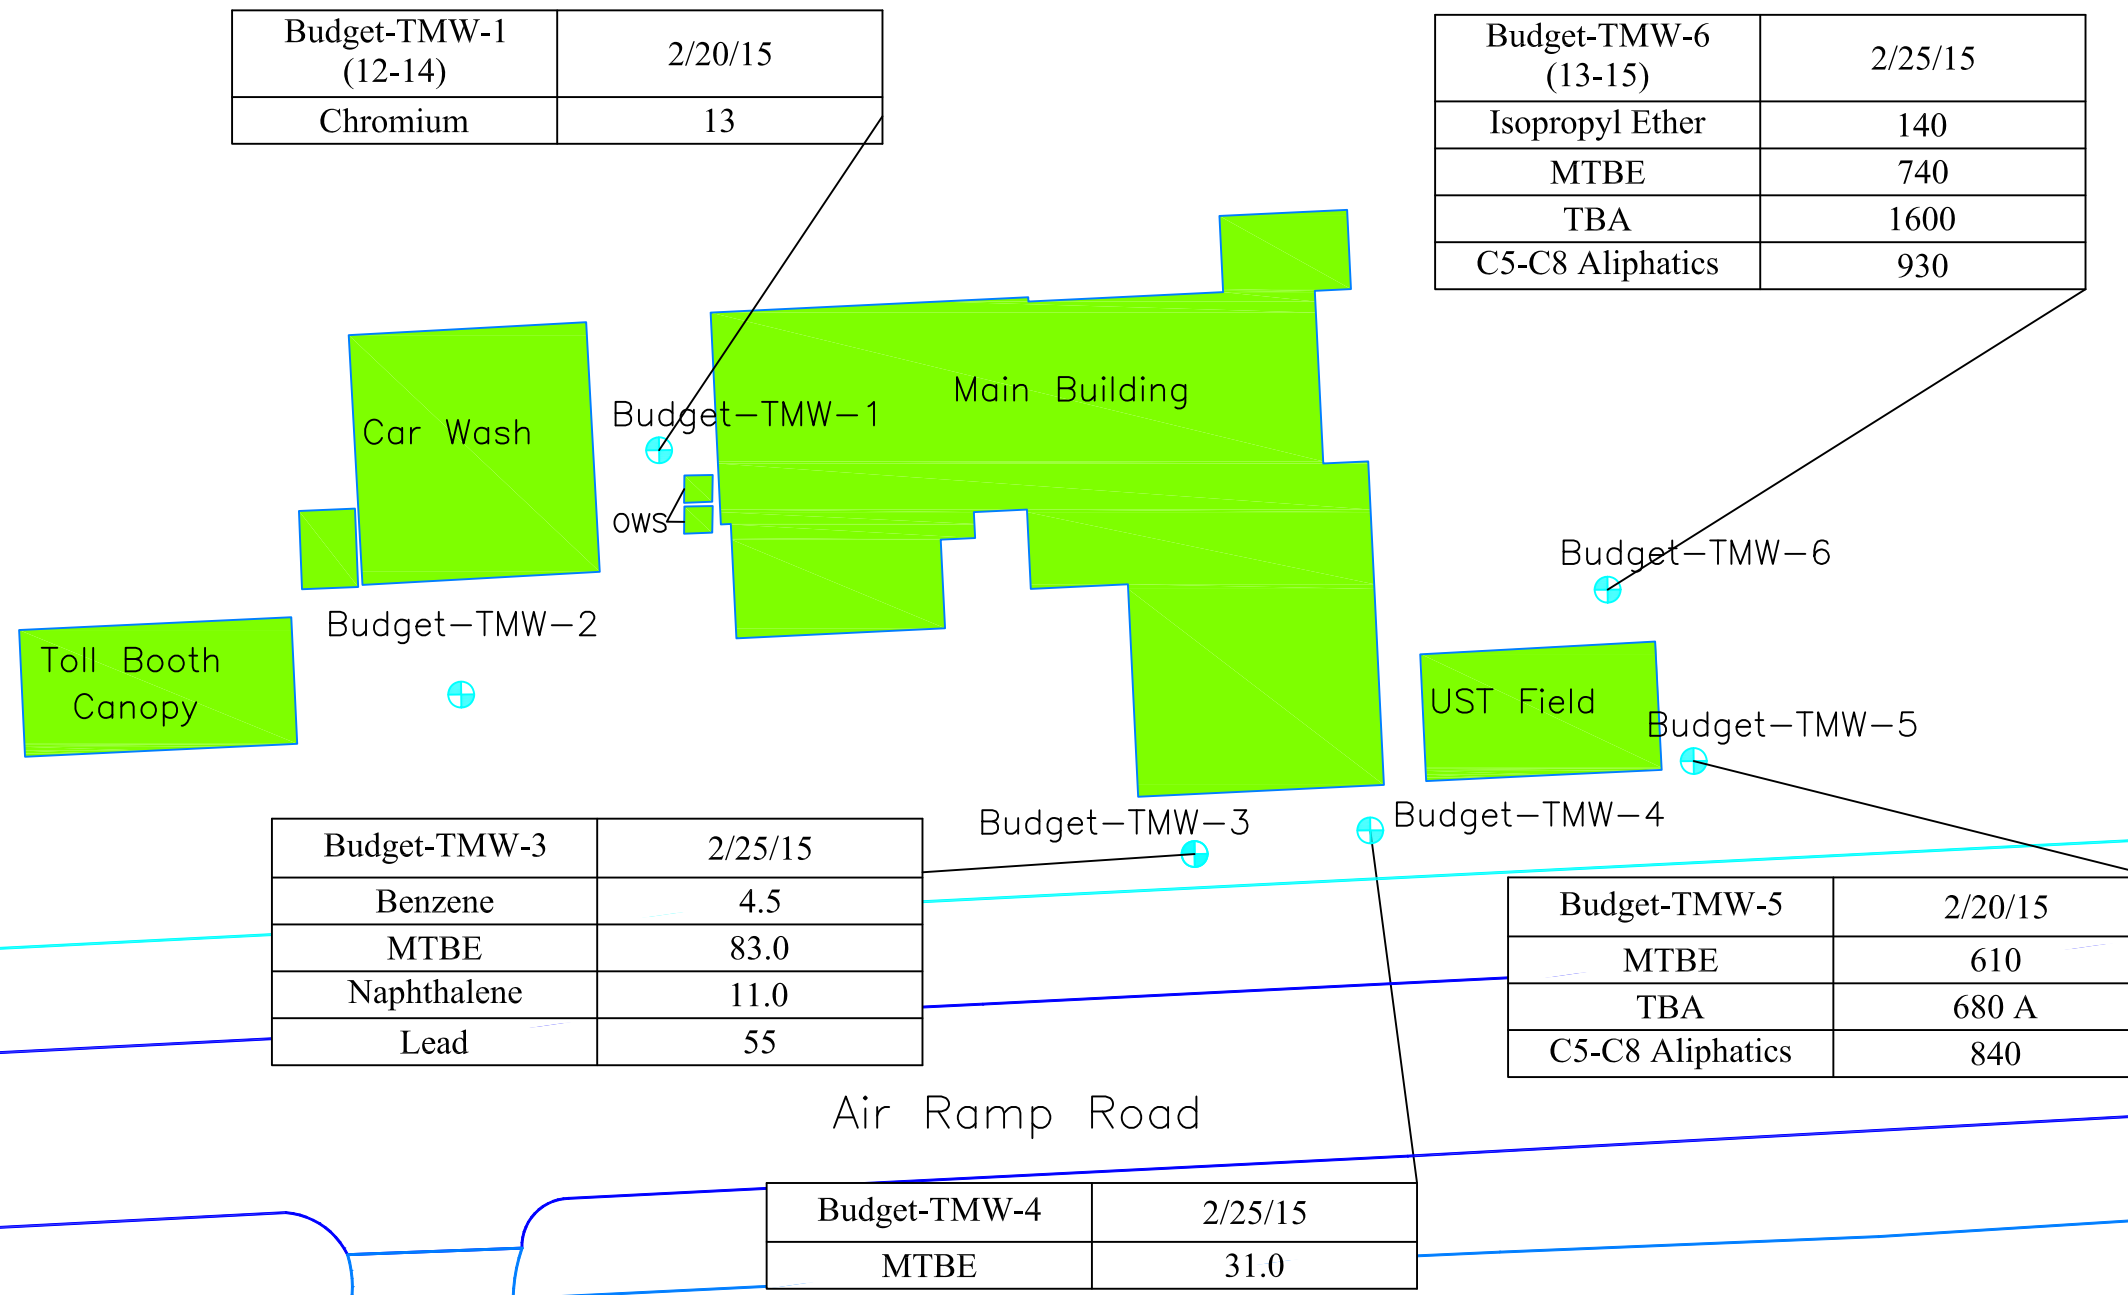 Budget-TMW-1
(12-14)
2/20/15
Chromium
13
Budget-TMW-6
(13-15)
2/25/15
Isopropyl Ether
140
MTBE
740
TBA
1600
C5-C8 Aliphatics
930
Main Building
Budget-TMW-1
Car Wash
OWS
Budget-TMW-6
Budget-TMW-2
Toll Booth
Canopy
UST Field
Budget-TMW-5
Budget-TMW-3
Budget-TMW-4
Budget-TMW-3
2/25/15
Benzene
4.5
MTBE
83.0
Naphthalene
11.0
Lead
55
Budget-TMW-5
2/20/15
MTBE
610
TBA
680 A
C5-C8 Aliphatics
840
Air Ramp Road
Budget-TMW-4
2/25/15
MTBE
31.0